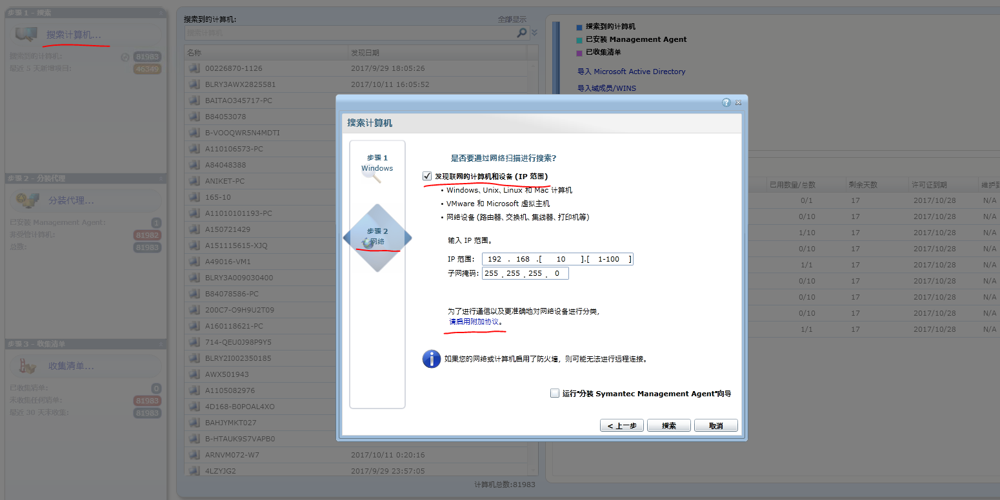 步骤 1 – 搜索
搜索计算机...
搜索到的计算机:
81983
最近 5 天新增项目:
46349
步骤 2 – 分装代理
分装代理...
已安装 Management Agent:
1
非受管计算机:
81982
总数:
81983
步骤 3 – 收集清单
收集清单...
已收集清单:
0
未收集任何清单:
81983
最近 30 天未收集:
81983
搜索到的计算机:
全部显示
搜索计算机
名称 发现日期
00226870-1126 2017/9/29 18:05:26
BLRY3AWX2825581 2017/10/11 16:05:52
BAITAO345717-PC
B84053078
B-VOOQWR5N4MDTI
A110106573-PC
A84048388
ANIKET-PC
165-10
A11010101193-PC
A150721429
A151115615-XJQ
A49016-VM1
BLRY3A009030400
B84078586-PC
200C7-O9H9U2T09
A160118621-PC
714-QEU0J98P9Y5
BLRY2I002350185
AWX501943
A1105082976
4D168-B0POAL4XO
BAHJYMKT027
B-HTAUK9S7VAPB0
ARNVM072-W7 2017/10/11 0:20:16
4LZYJG2 2017/9/29 23:57:05
计算机总数:81983
搜索到的计算机
已安装 Management Agent
已收集清单
导入 Microsoft Active Directory
导入域成员/WINS
已用数量/总数 剩余天数 许可证到期 维护到
0/1 17 2017/10/28 N/A
0/10 17 2017/10/28 N/A
1/10 17 2017/10/28 N/A
0/10 17 2017/10/28 N/A
1/1 17 2017/10/28 N/A
0/10 17 2017/10/28 N/A
0/10 17 2017/10/28 N/A
0/10 17 2017/10/28 N/A
1/1 17 2017/10/28 N/A
搜索计算机
步骤 1
Windows
步骤 2
网络
是否要通过网络扫描进行搜索?
发现联网的计算机和设备 (IP 范围)
• Windows、Unix、Linux 和 Mac 计算机
• VMware 和 Microsoft 虚拟主机
• 网络设备 (路由器、交换机、集线器、打印机等)
输入 IP 范围。
IP 范围: 192 . 168 .[ 10 ].[ 1-100 ]
子网掩码: 255 . 255 . 255 . 0
为了进行通信以及更准确地对网络设备进行分类,
请启用附加协议。
如果您的网络或计算机启用了防火墙，则可能无法进行远程连接。
运行"分装 Symantec Management Agent"向导
< 上一步 搜索 取消